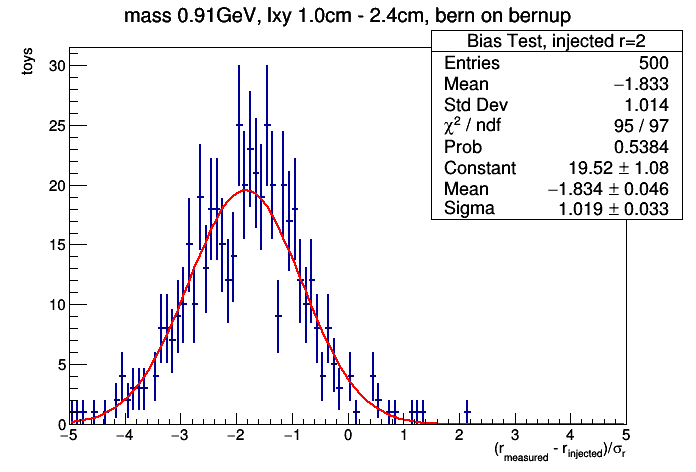 mass 0.91GeV, lxy 1.0cm - 2.4cm, bern on bernup
Bias Test, injected r=2
Entries 500
Mean −1.833
Std Dev 1.014
χ² / ndf 95 / 97
Prob 0.5384
Constant 19.52 ± 1.08
Mean −1.834 ± 0.046
Sigma 1.019 ± 0.033
toys
30
25
20
15
10
5
0
−5 −4 −3 −2 −1 0 1 2 3 4 5
(r_measured - r_injected)/σ_r